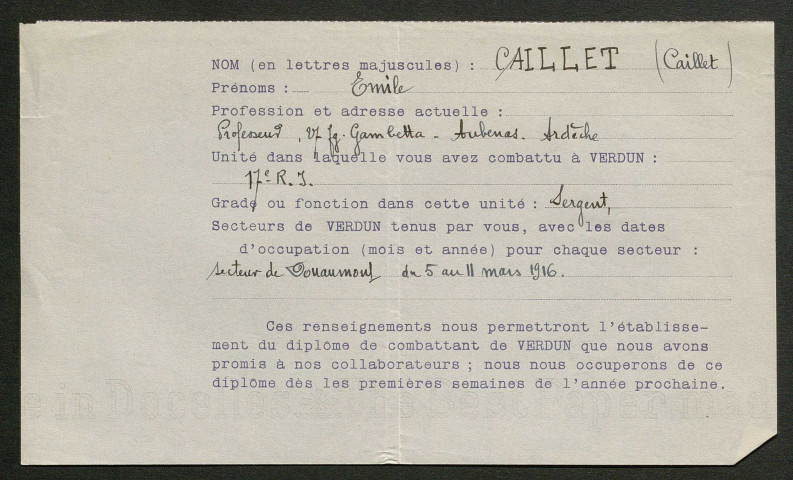 NOM (en lettres majuscules) : CAILLET (Caillet)
Prénoms : Emile
Profession et adresse actuelle :
Professeur, 27 fg. Gambetta - Aubenas. Ardèche
Unité dans laquelle vous avez combattu à VERDUN :
17e R.I.
Grade ou fonction dans cette unité : Sergent,
Secteurs de VERDUN tenus par vous, avec les dates
d'occupation (mois et année) pour chaque secteur :
secteur de Douaumont du 5 au 11 mars 1916.
Ces renseignements nous permettront l'établisse-
ment du diplôme de combattant de VERDUN que nous avons
promis à nos collaborateurs ; nous nous occuperons de ce
diplôme dès les premières semaines de l'année prochaine.